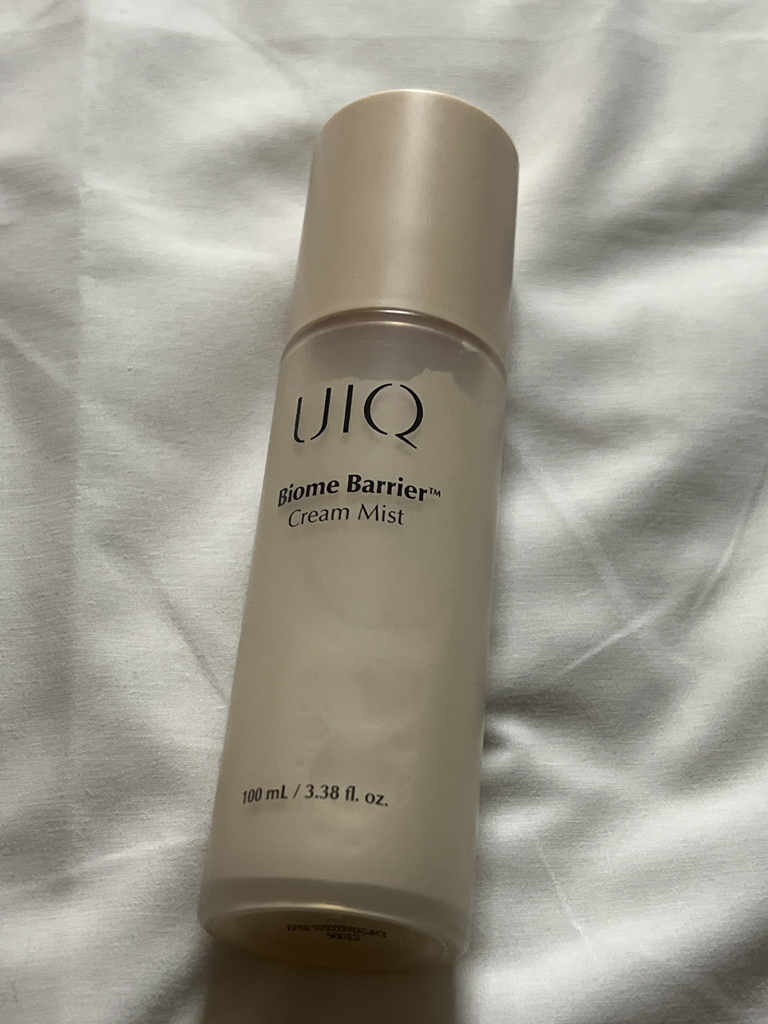 UIQ
Biome Barrier™
Cream Mist
100 mL / 3.38 fl. oz.